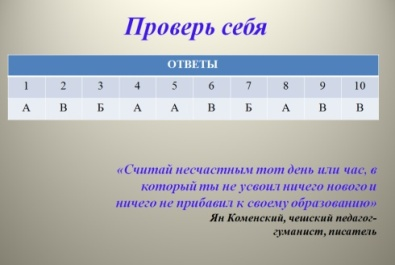 Проверь себя
ОТВЕТЫ
1 2 3 4 5 6 7 8 9 10
А В Б А А В Б А В В
«Считай несчастным тот день или час, в
который ты не усвоил ничего нового и
ничего не прибавил к своему образованию»
Ян Коменский, чешский педагог-
гуманист, писатель